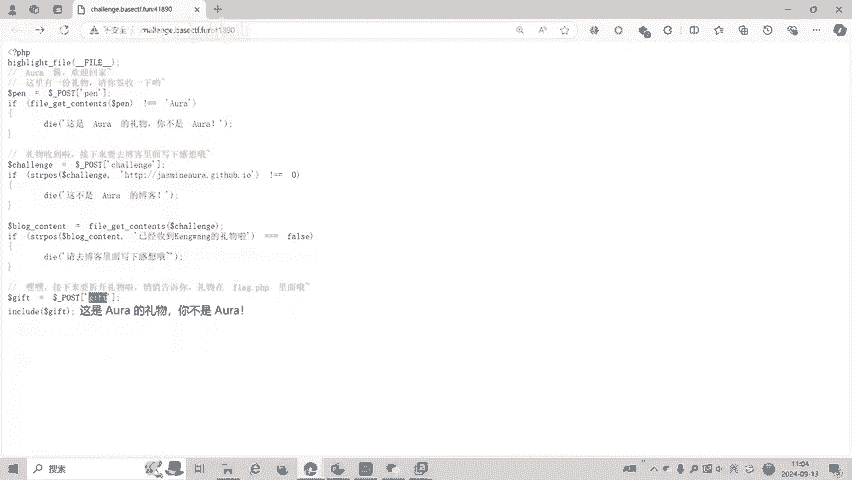 challenge.basectf.fun:41890
不安全 challenge.basectf.fun:41890
<?php
highlight_file(__FILE__);
// Aura 酱，欢迎回家~
// 这里有一份礼物，请你签收一下哟~
$pen = $_POST['pen'];
if (file_get_contents($pen) !== 'Aura')
{
die('这是 Aura 的礼物，你不是 Aura！');
}
// 礼物收到啦，接下来要去博客里面写下感想哦~
$challenge = $_POST['challenge'];
if (strpos($challenge, 'http://jasmineaura.github.io') !== 0)
{
die('这不是 Aura 的博客！');
}
$blog_content = file_get_contents($challenge);
if (strpos($blog_content, '已经收到Kengwang的礼物啦') === false)
{
die('请去博客里面写下感想哦~');
}
// 嘿嘿，接下来要拆开礼物啦，悄悄告诉你，礼物在 flag.php 里面哦~
$gift = $_POST['gift'];
include($gift); 这是 Aura 的礼物，你不是 Aura！
搜索
英
11:04
2024-09-13